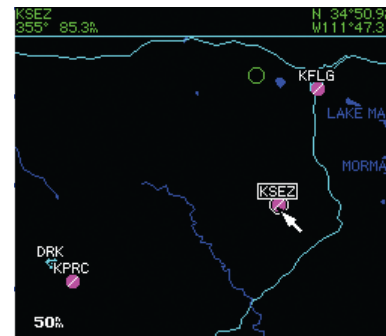 KSEZ N 34°50.9
355° 85.3NM W111°47.3
KFLG
LAKE MA
MORMA
KSEZ
DRK
KPRC
50NM